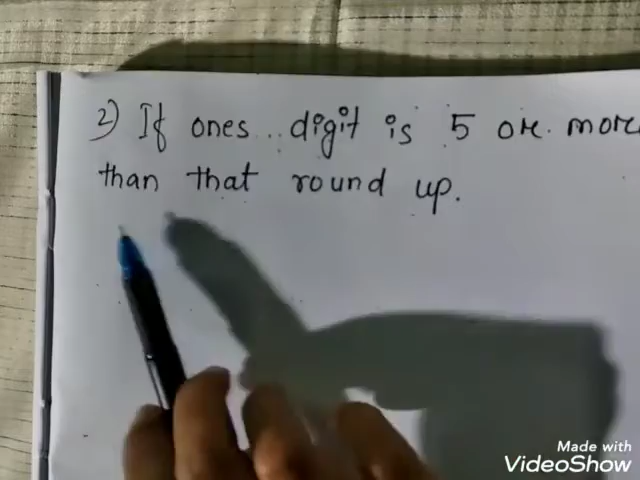 2) If ones .. digit is 5 or more
than that round up.
Made with
VideoShow